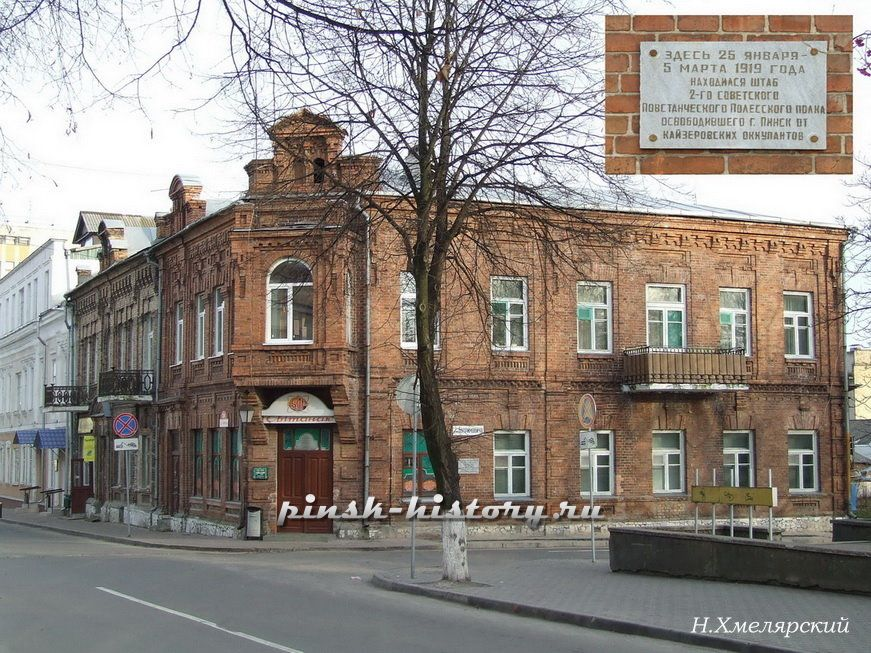 ЗДЕСЬ 25 ЯНВАРЯ-
5 МАРТА 1919 ГОДА
НАХОДИЛСЯ ШТАБ
2-ГО СОВЕТСКОГО
ПОВСТАНЧЕСКОГО ПОЛЕССКОГО ПОЛКА
ОСВОБОДИВШЕГО Г. ПИНСК ОТ
КАЙЗЕРОВСКИХ ОККУПАНТОВ
pinsk-history.ru
Н.Хмелярский